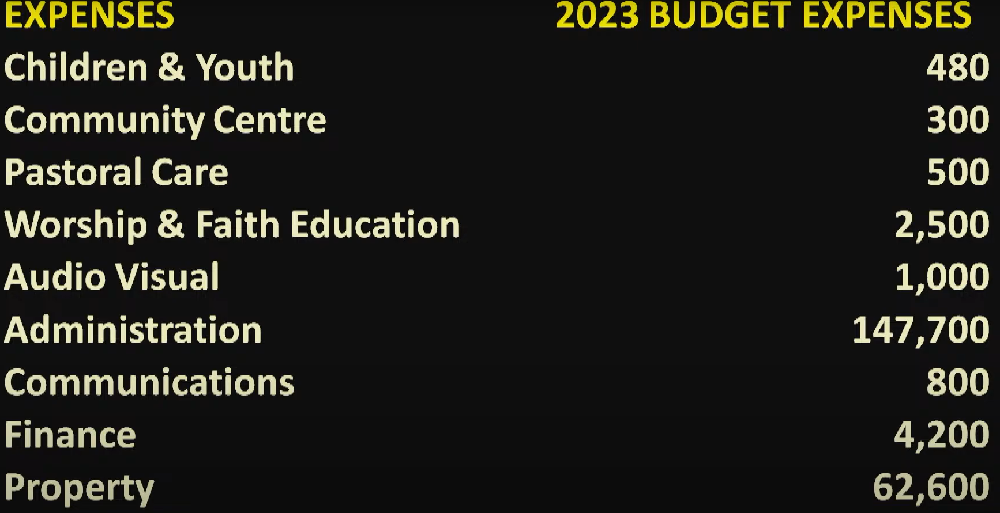 EXPENSES 2023 BUDGET EXPENSES
Children & Youth 480
Community Centre 300
Pastoral Care 500
Worship & Faith Education 2,500
Audio Visual 1,000
Administration 147,700
Communications 800
Finance 4,200
Property 62,600